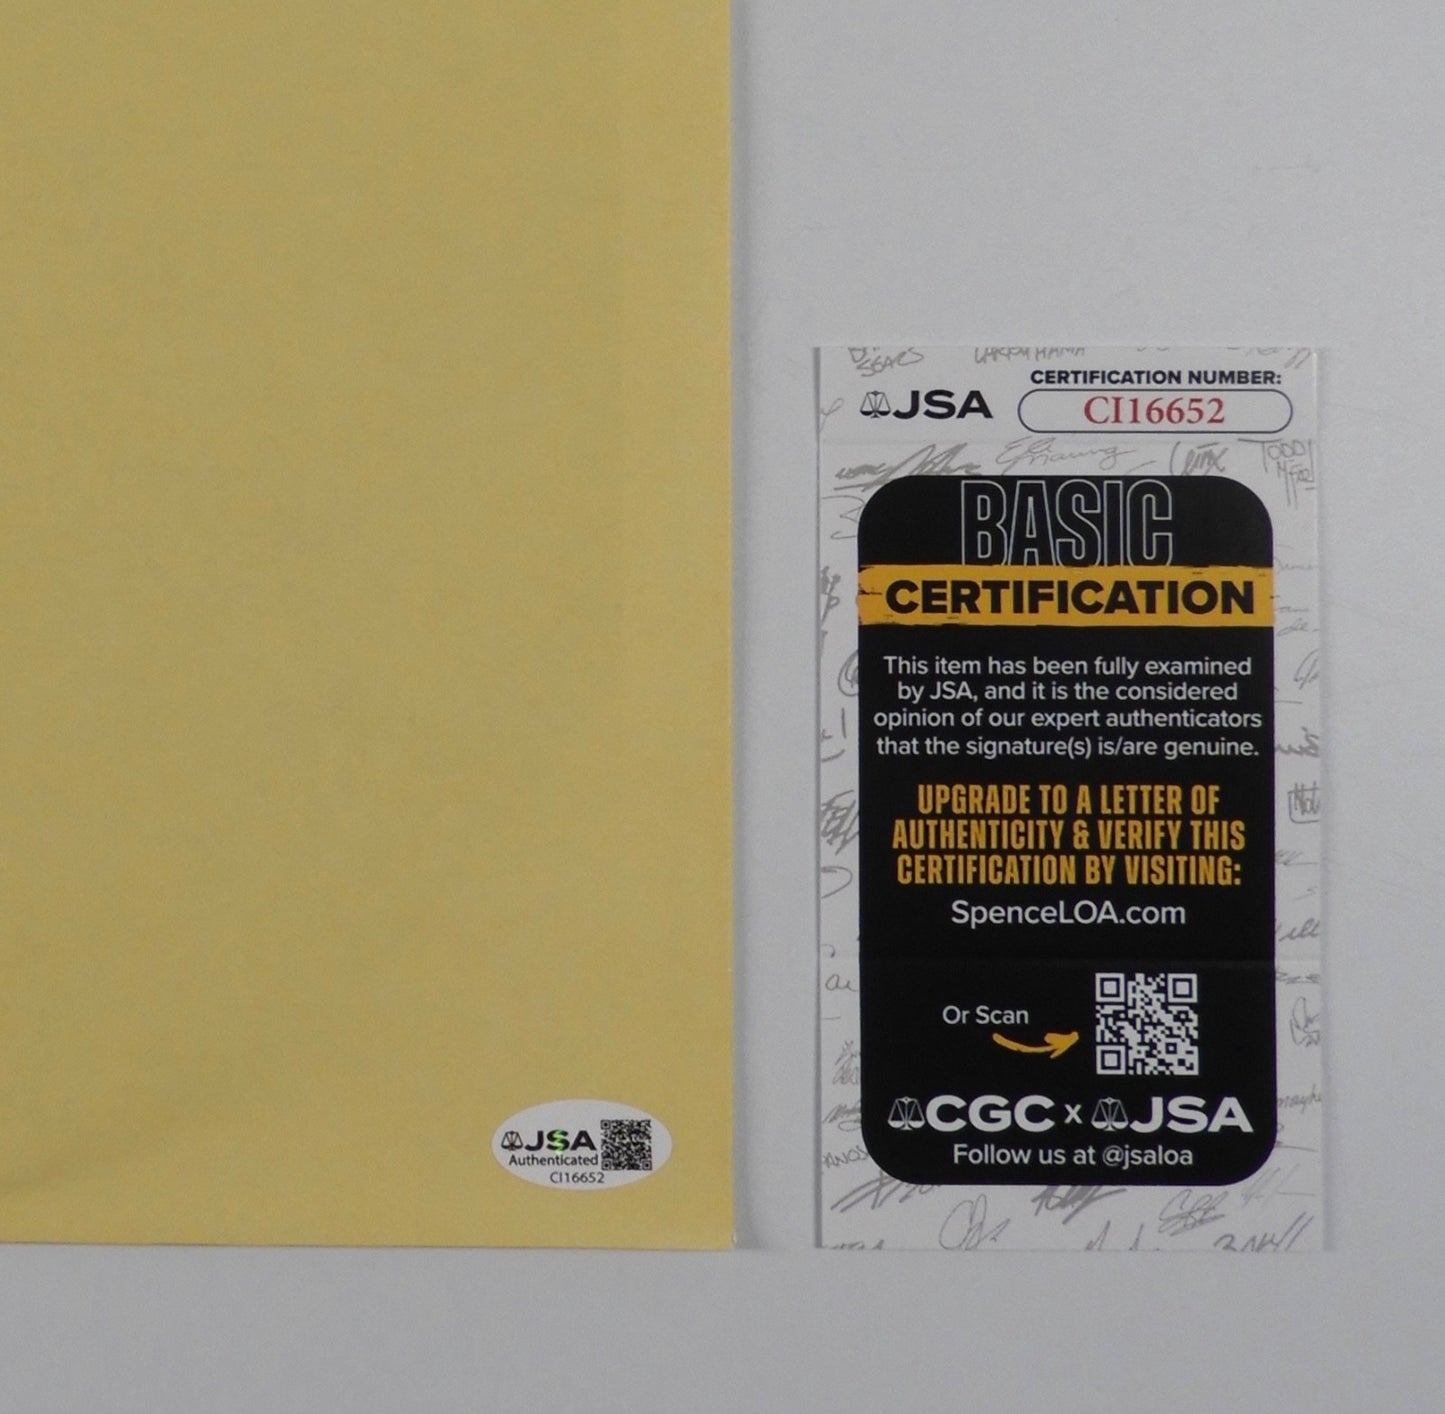 JSA
CERTIFICATION NUMBER:
CI16652
BASIC
CERTIFICATION
This item has been fully examined
by JSA, and it is the considered
opinion of our expert authenticators
that the signature(s) is/are genuine.
UPGRADE TO A LETTER OF
AUTHENTICITY & VERIFY THIS
CERTIFICATION BY VISITING:
SpenceLOA.com
Or Scan
CGC x JSA
Follow us at @jsaloa
JSA
Authenticated
CI16652